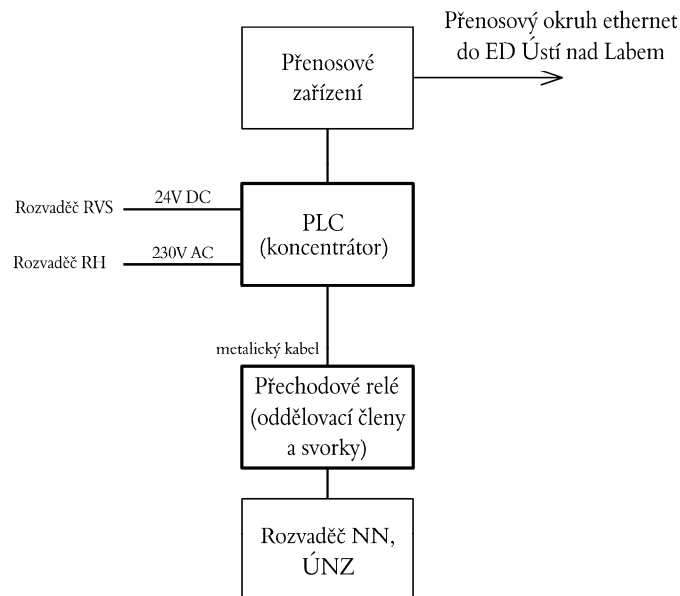 Přenosový okruh ethernet
do ED Ústí nad Labem
Přenosové
zařízení
24V DC
Rozvaděč RVS
PLC
(koncentrátor)
230V AC
Rozvaděč RH
metalický kabel
Přechodové relé
(oddělovací členy
a svorky)
Rozvaděč NN,
ÚNZ